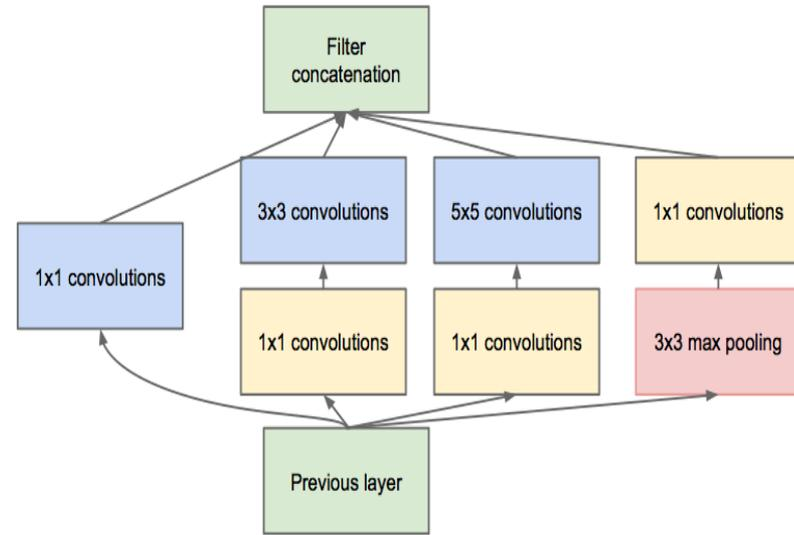 Filter
concatenation
3x3 convolutions
5x5 convolutions
1x1 convolutions
1x1 convolutions
1x1 convolutions
1x1 convolutions
3x3 max pooling
Previous layer